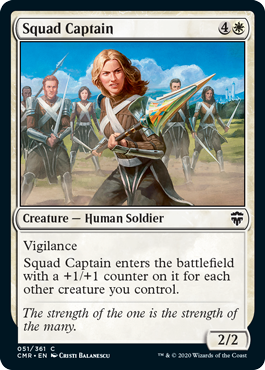 Squad Captain 4
Creature — Human Soldier
Vigilance
Squad Captain enters the battlefield
with a +1/+1 counter on it for each
other creature you control.
The strength of the one is the strength of
the many.
2/2
051/361 C
CMR • EN Cristi Balanescu
™ & © 2020 Wizards of the Coast